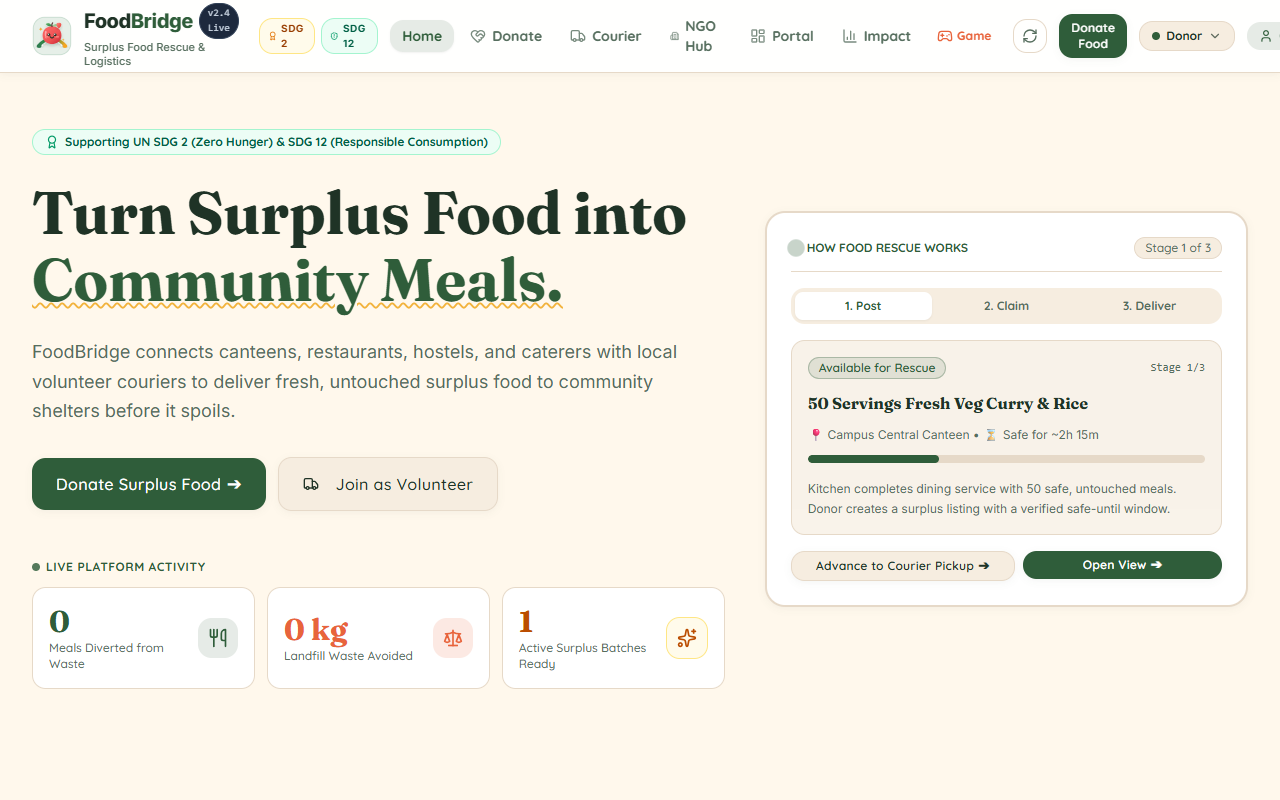 FoodBridge
v2.4
Live
Surplus Food Rescue &
Logistics
SDG
2
SDG
12
Home
Donate
Courier
NGO
Hub
Portal
Impact
Game
Donate
Food
Donor
Supporting UN SDG 2 (Zero Hunger) & SDG 12 (Responsible Consumption)
Turn Surplus Food into
Community Meals.
FoodBridge connects canteens, restaurants, hostels, and caterers with local
volunteer couriers to deliver fresh, untouched surplus food to community
shelters before it spoils.
Donate Surplus Food ➔
Join as Volunteer
LIVE PLATFORM ACTIVITY
0
Meals Diverted from
Waste
0 kg
Landfill Waste Avoided
1
Active Surplus Batches
Ready
HOW FOOD RESCUE WORKS
Stage 1 of 3
1. Post
2. Claim
3. Deliver
Available for Rescue
Stage 1/3
50 Servings Fresh Veg Curry & Rice
📍 Campus Central Canteen • ⏳ Safe for ~2h 15m
Kitchen completes dining service with 50 safe, untouched meals.
Donor creates a surplus listing with a verified safe-until window.
Advance to Courier Pickup ➔
Open View ➔